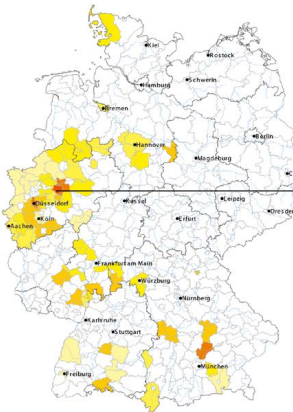 Kiel
Rostock
Schwerin
Hamburg
Bremen
Berlin
Hannover
Magdeburg
Düsseldorf
Köln
Aachen
Kassel
Erfurt
Leipzig
Dresden
Frankfurt am Main
Würzburg
Nürnberg
Karlsruhe
Stuttgart
Freiburg
München